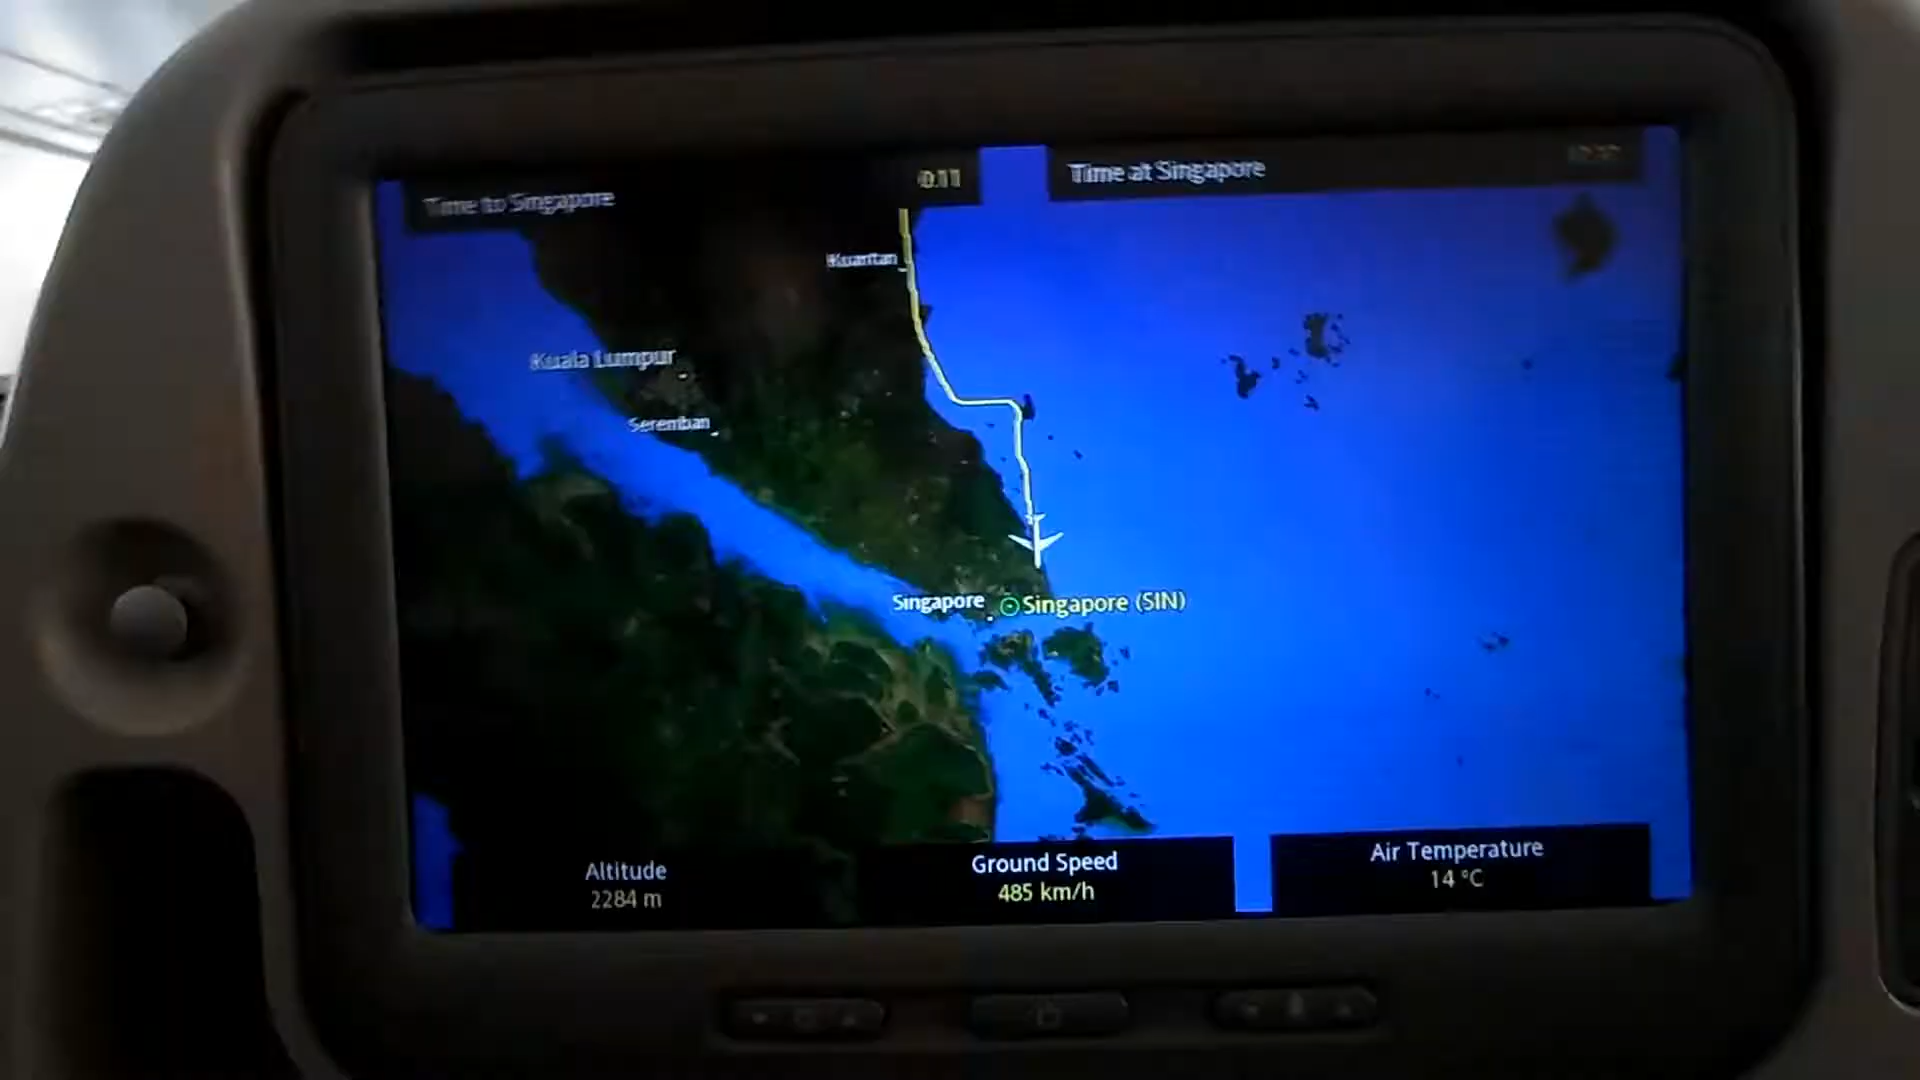 Time to Singapore
0:11
Time at Singapore
Kuantan
Kuala Lumpur
Seremban
Singapore
Singapore (SIN)
Altitude
2284 m
Ground Speed
485 km/h
Air Temperature
14 °C